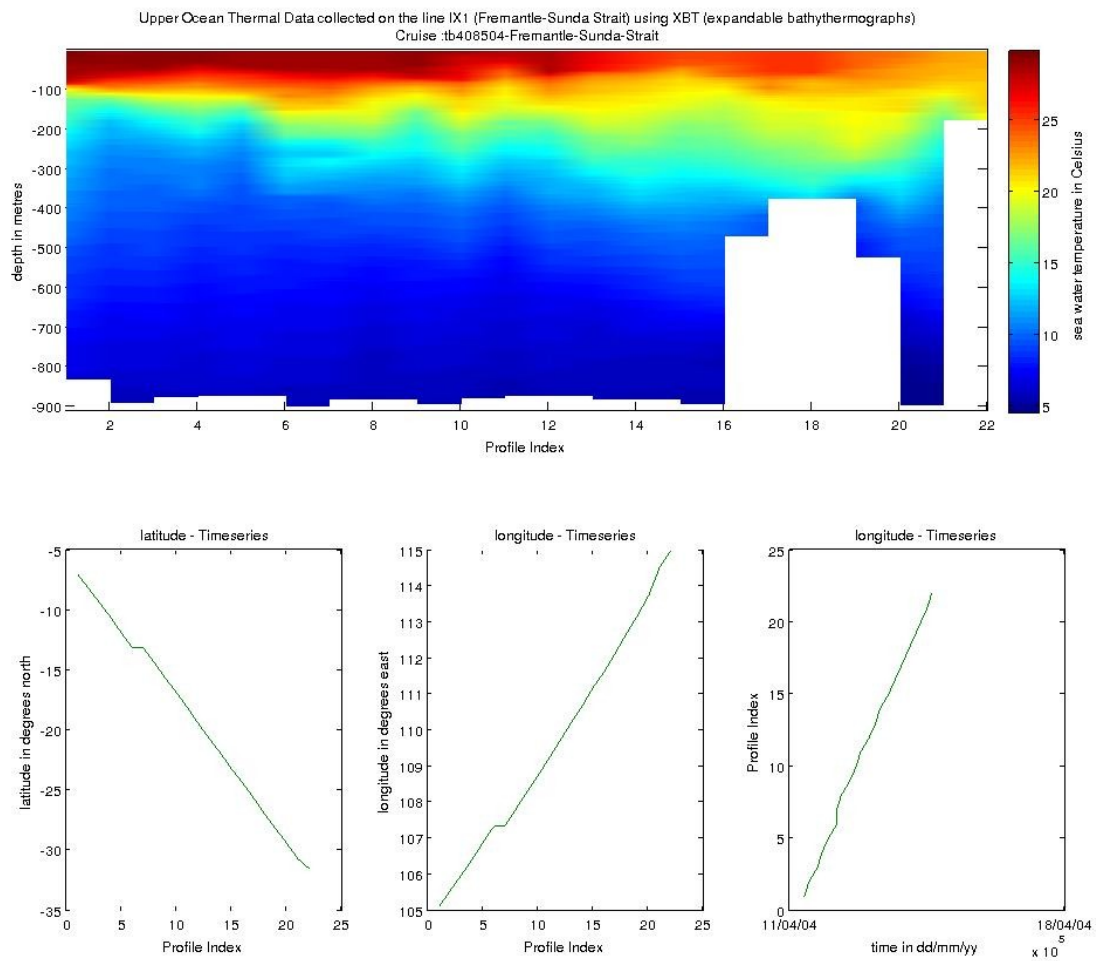 Upper Ocean Thermal Data collected on the line IX1 (Fremantle-Sunda Strait) using XBT (expandable bathythermographs)
Cruise :tb408504-Fremantle-Sunda-Strait
depth in metres
-100
-200
-300
-400
-500
-600
-700
-800
-900
2 4 6 8 10 12 14 16 18 20 22
Profile Index
25
20
15
10
5
sea water temperature in Celsius
latitude - Timeseries
latitude in degrees north
-5
-10
-15
-20
-25
-30
-35
0 5 10 15 20 25
Profile Index
longitude - Timeseries
longitude in degrees east
115
114
113
112
111
110
109
108
107
106
105
0 5 10 15 20 25
Profile Index
longitude - Timeseries
Profile Index
25
20
15
10
5
0
11/04/04 18/04/04
time in dd/mm/yy
x 10 5